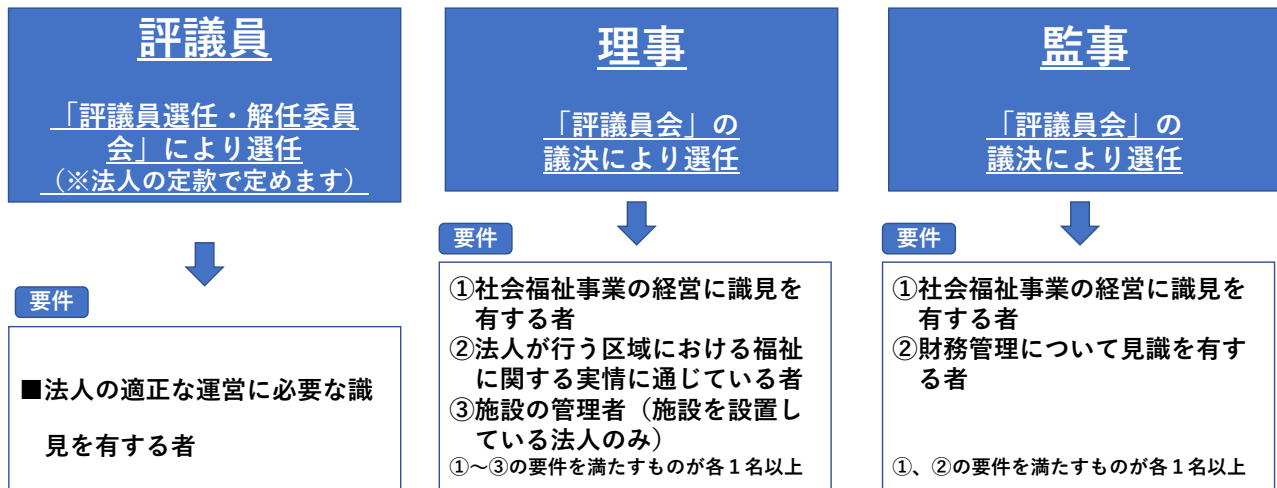 評議員
「評議員選任・解任委員
会」により選任
(※法人の定款で定めます)
要件
■法人の適正な運営に必要な識
見を有する者
理事
「評議員会」の
議決により選任
要件
①社会福祉事業の経営に識見を
有する者
②法人が行う区域における福祉
に関する実情に通じている者
③施設の管理者（施設を設置し
ている法人のみ）
①～③の要件を満たすものが各１名以上
監事
「評議員会」の
議決により選任
要件
①社会福祉事業の経営に識見を
有する者
②財務管理について見識を有す
る者
①、②の要件を満たすものが各１名以上